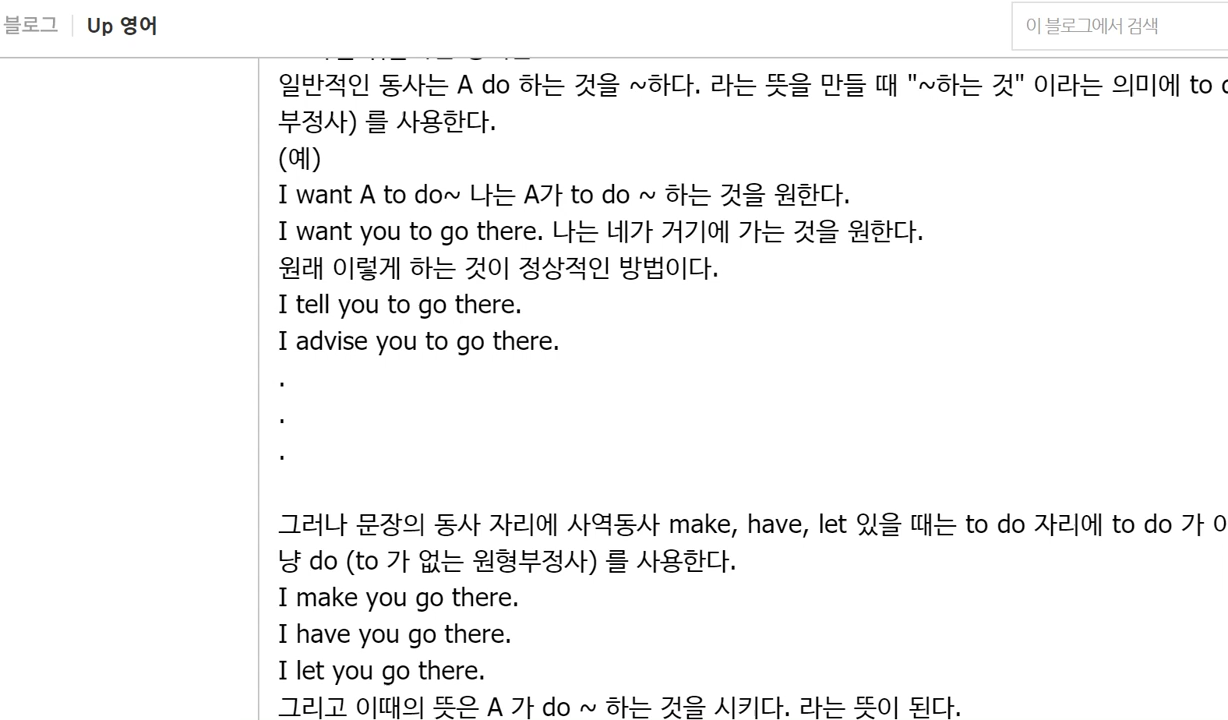 블로그 Up 영어
이 블로그에서 검색
일반적인 동사는 A do 하는 것을 ~하다. 라는 뜻을 만들 때 "~하는 것" 이라는 의미에 to
부정사) 를 사용한다.
(예)
I want A to do~ 나는 A가 to do ~ 하는 것을 원한다.
I want you to go there. 나는 네가 거기에 가는 것을 원한다.
원래 이렇게 하는 것이 정상적인 방법이다.
I tell you to go there.
I advise you to go there.
.
.
.
그러나 문장의 동사 자리에 사역동사 make, have, let 있을 때는 to do 자리에 to do 가
냥 do (to 가 없는 원형부정사) 를 사용한다.
I make you go there.
I have you go there.
I let you go there.
그리고 이때의 뜻은 A 가 do ~ 하는 것을 시키다. 라는 뜻이 된다.